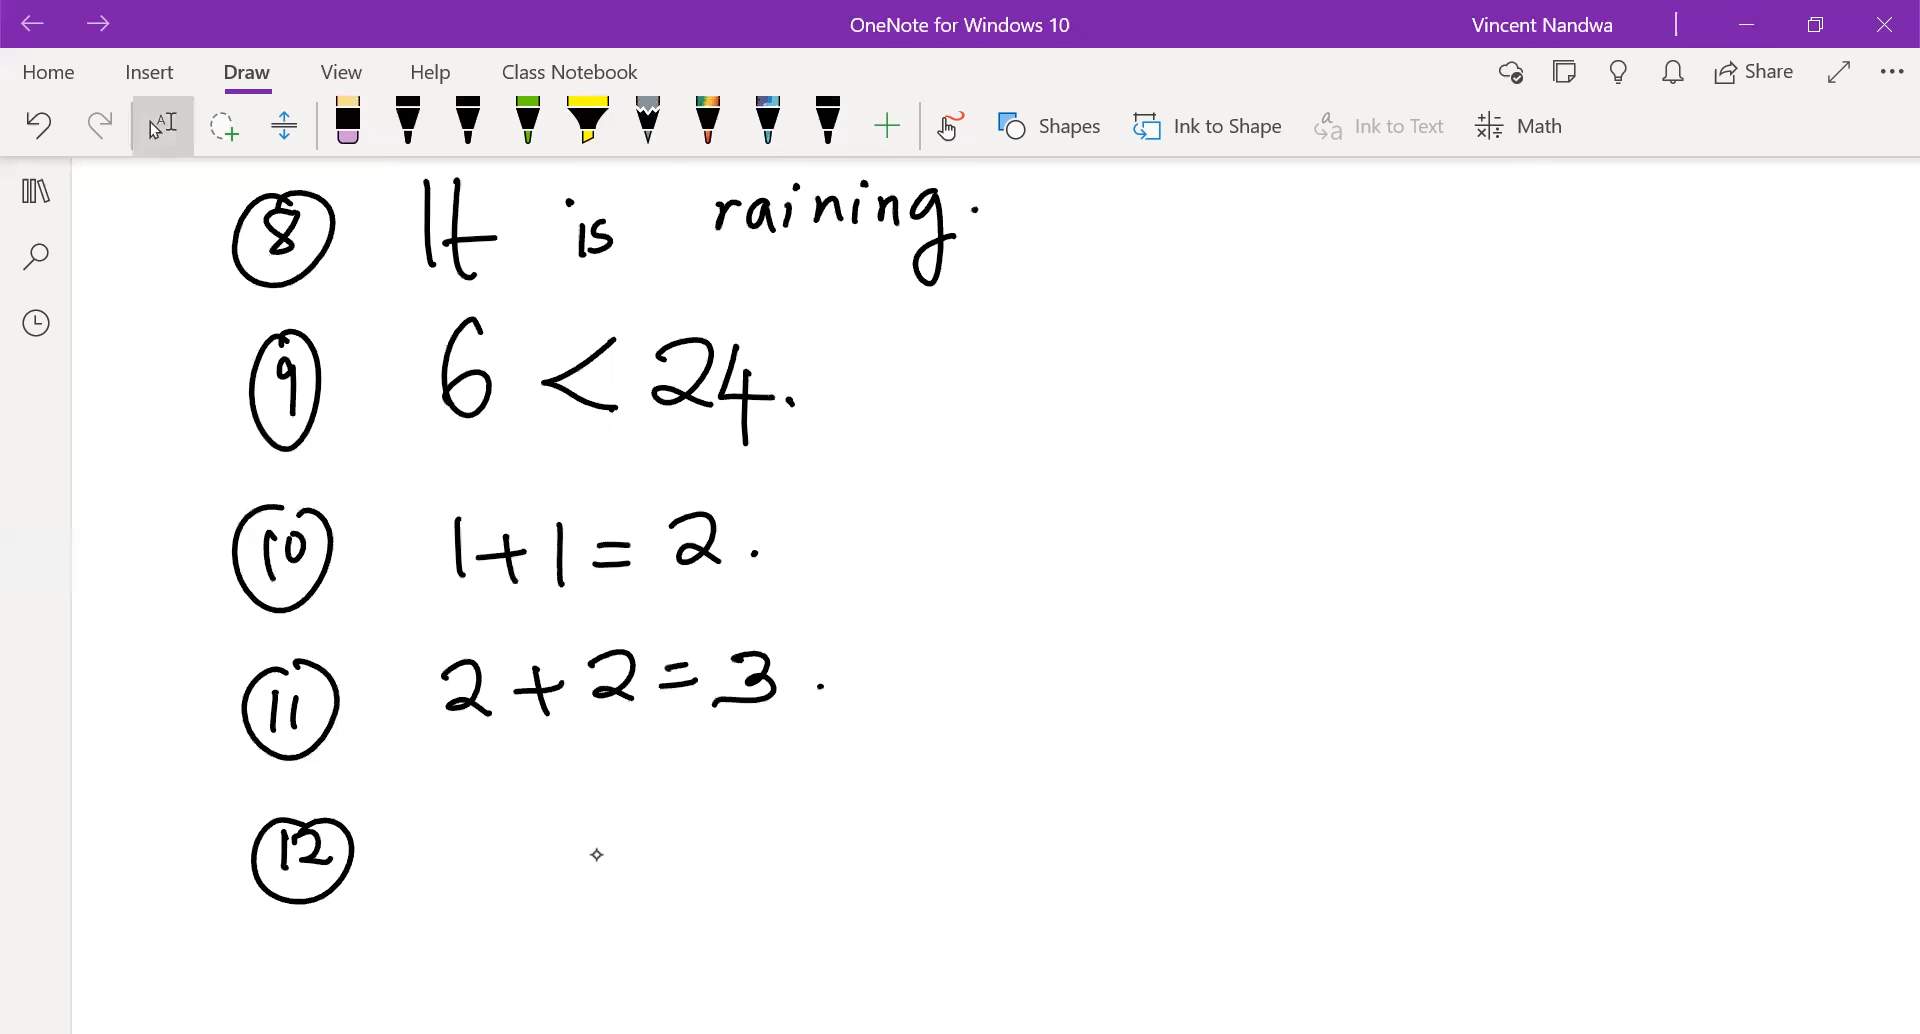 OneNote for Windows 10 Vincent Nandwa
Home Insert Draw View Help Class Notebook Share
Shapes Ink to Shape Ink to Text Math
8 It is raining.
9 6 < 24.
10 1+1 = 2.
11 2 + 2 = 3.
12